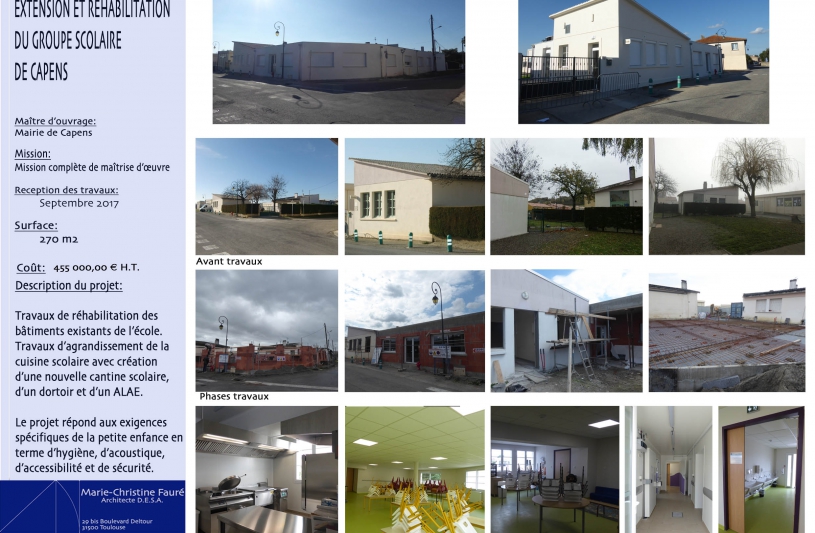 EXTENSION ET REHABILITATION
DU GROUPE SCOLAIRE
DE CAPENS
Maître d'ouvrage:
Mairie de Capens
Mission:
Mission complète de maîtrise d'œuvre
Reception des travaux:
Septembre 2017
Surface:
270 m2
Coût: 455 000,00 € H.T.
Description du projet:
Travaux de réhabilitation des
bâtiments existants de l'école.
Travaux d'agrandissement de la
cuisine scolaire avec création
d'une nouvelle cantine scolaire,
d'un dortoir et d'un ALAE.
Le projet répond aux exigences
spécifiques de la petite enfance en
terme d'hygiène, d'acoustique,
d'accessibilité et de sécurité.
Marie-Christine Fauré
Architecte D.E.S.A.
29 bis Boulevard Deltour
31500 Toulouse
Avant travaux
Phases travaux